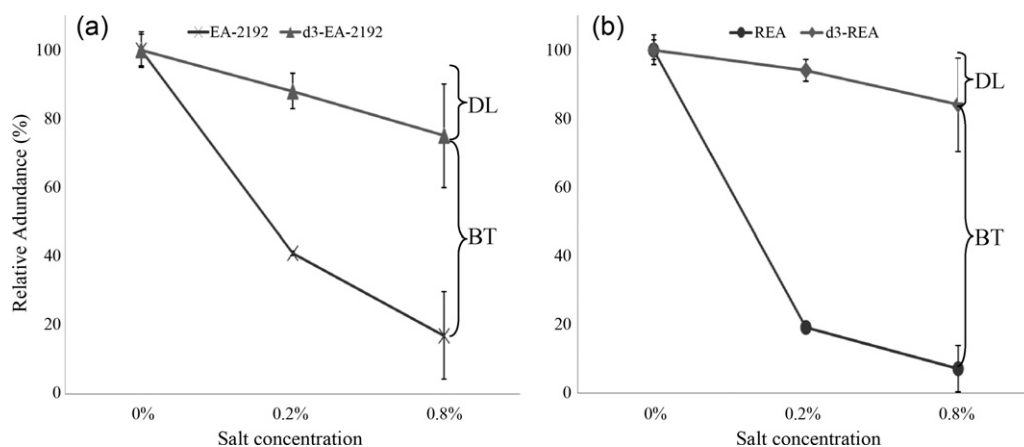 (a)
EA-2192 d3-EA-2192
100
80
60
40
20
0
Relative Adundance (%)
DL
BT
0% 0.2% 0.8%
Salt concentration
(b)
REA d3-REA
100
80
60
40
20
0
DL
BT
0% 0.2% 0.8%
Salt concentration